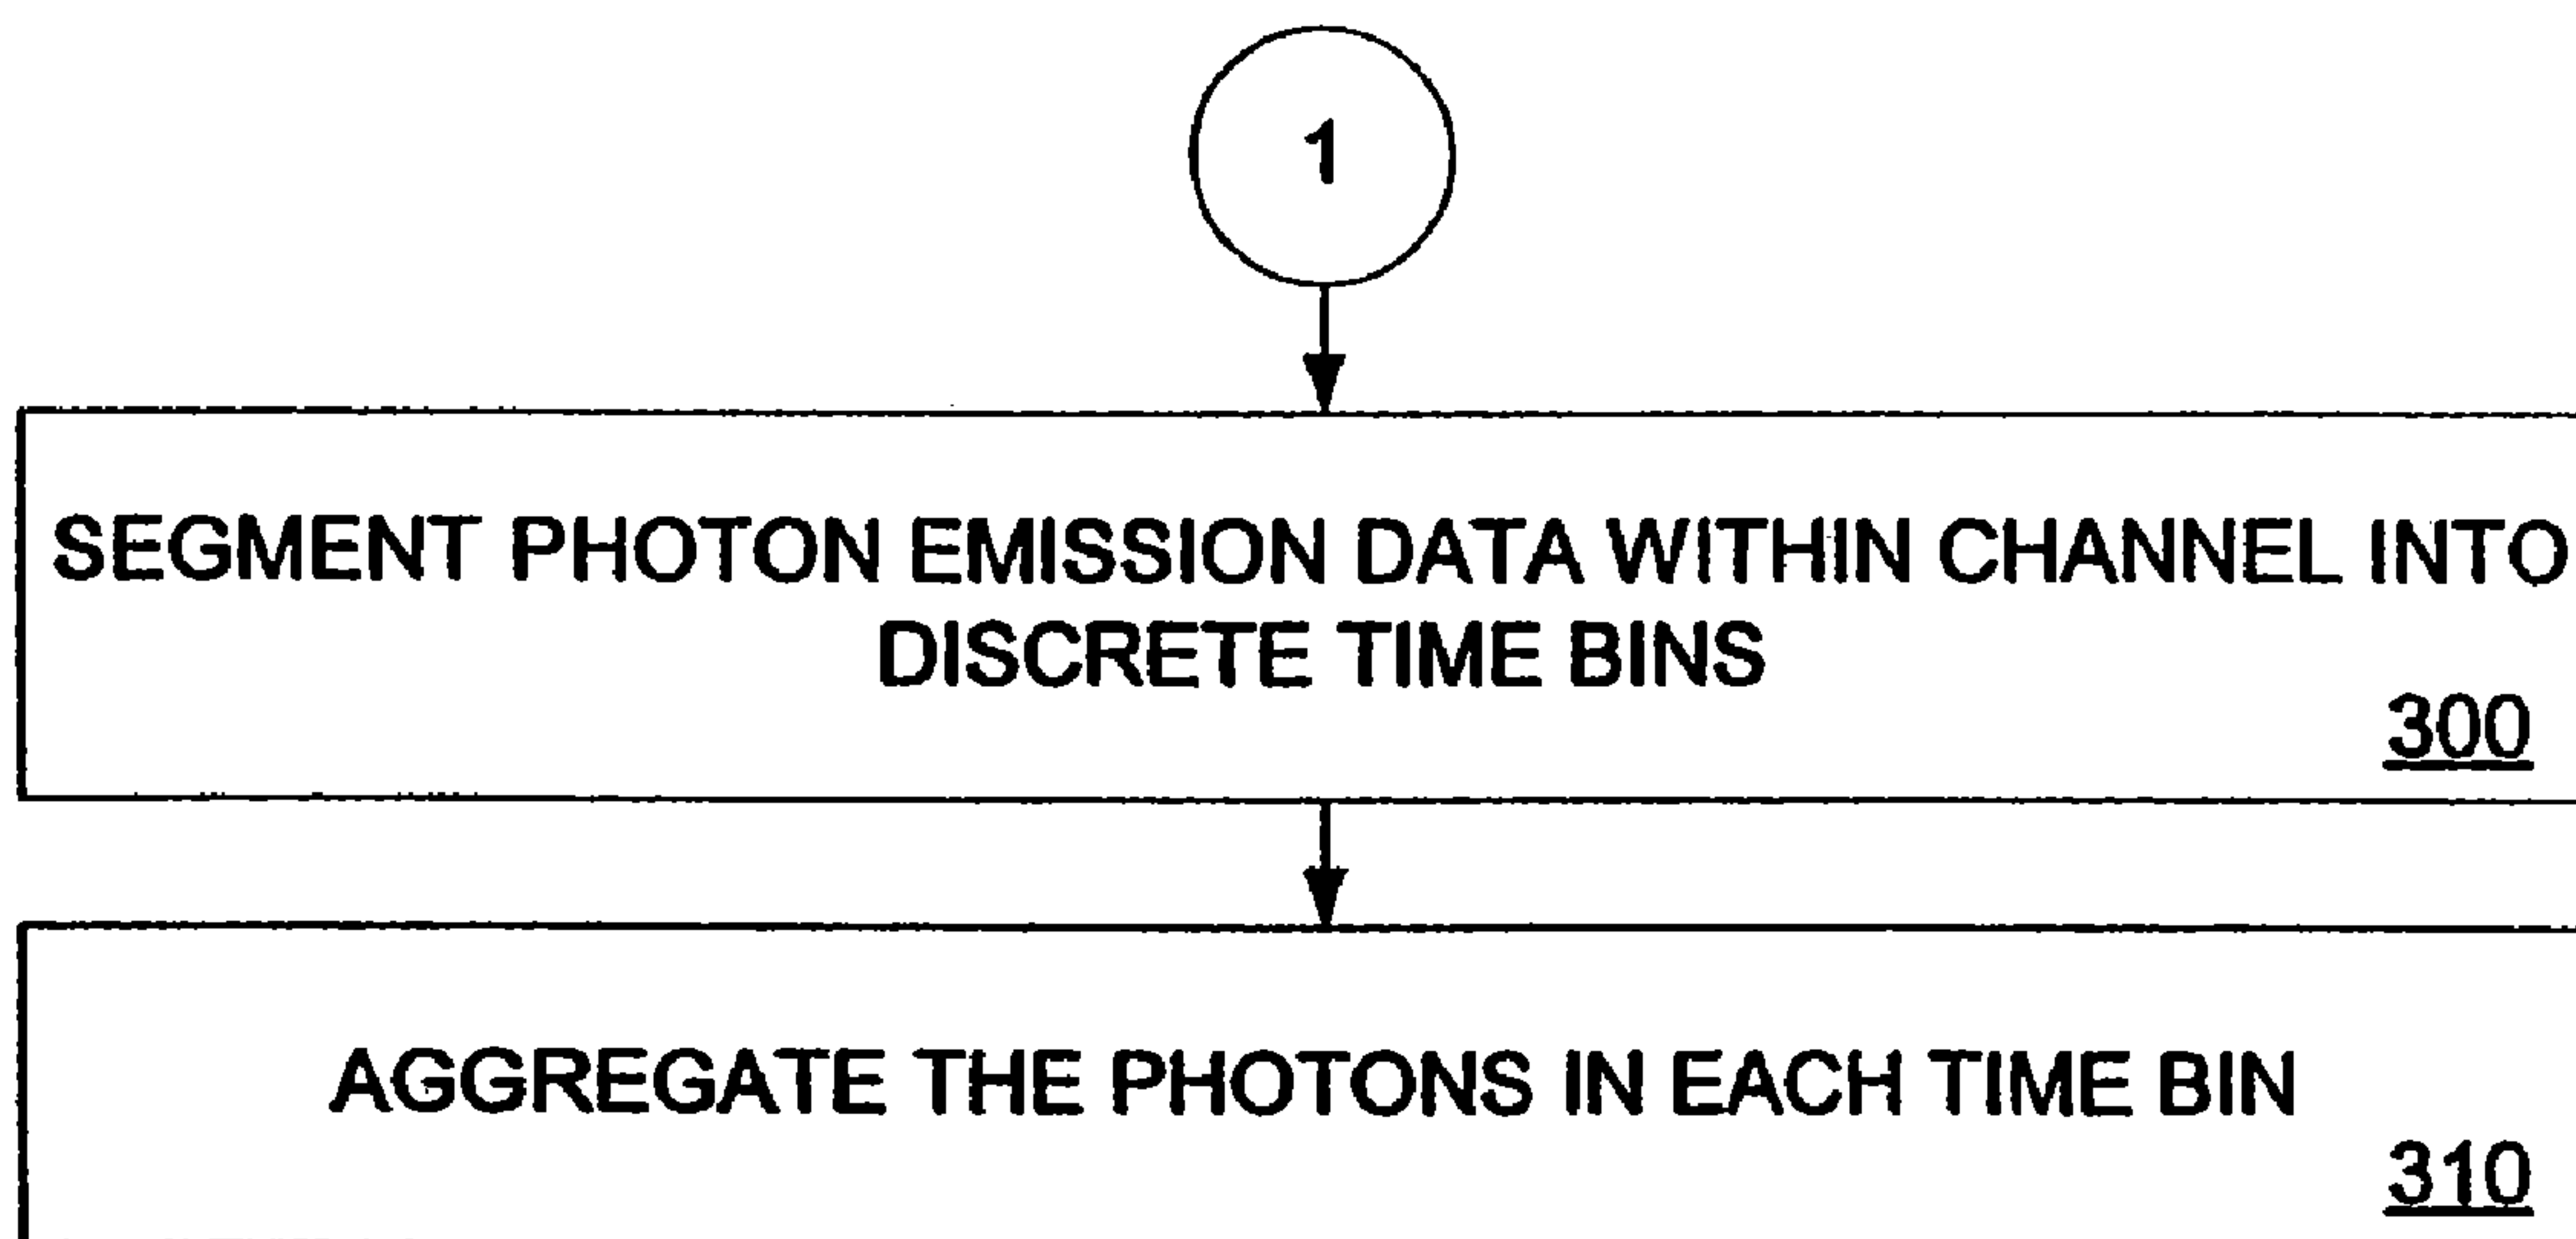 1
SEGMENT PHOTON EMISSION DATA WITHIN CHANNEL INTO
DISCRETE TIME BINS
300
AGGREGATE THE PHOTONS IN EACH TIME BIN
310